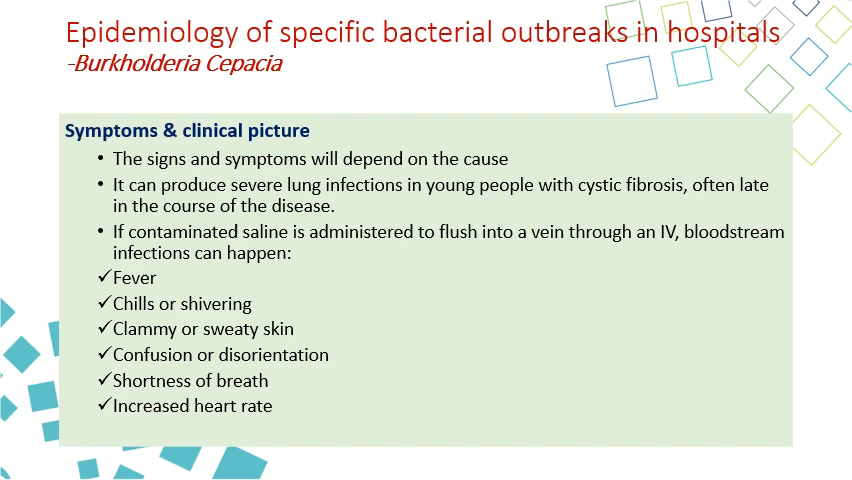 Epidemiology of specific bacterial outbreaks in hospitals
-Burkholderia Cepacia
Symptoms & clinical picture
• The signs and symptoms will depend on the cause
• It can produce severe lung infections in young people with cystic fibrosis, often late
in the course of the disease.
• If contaminated saline is administered to flush into a vein through an IV, bloodstream
infections can happen:
✓Fever
✓Chills or shivering
✓Clammy or sweaty skin
✓Confusion or disorientation
✓Shortness of breath
✓Increased heart rate